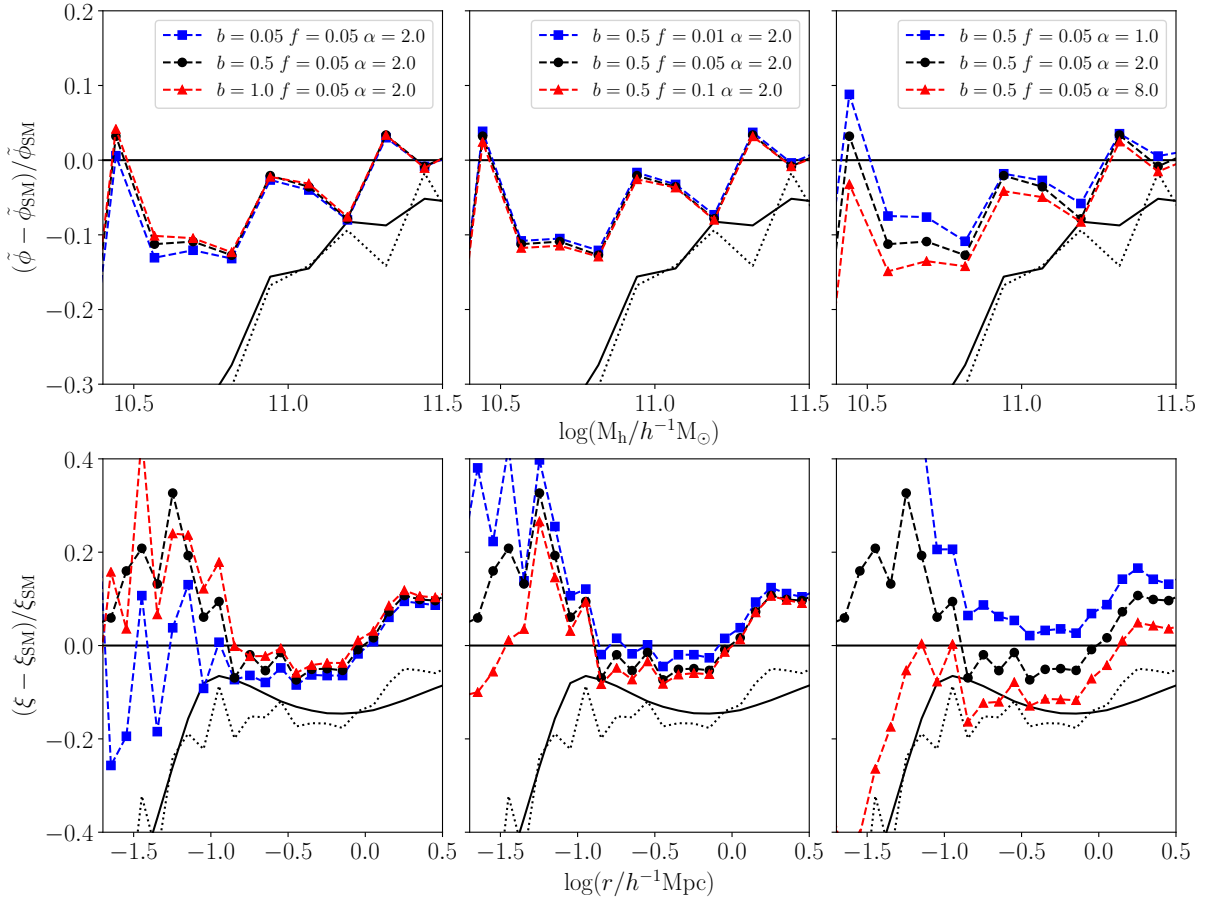 (ϕ̃ − ϕ̃_SM)/ϕ̃_SM
0.2
0.1
0.0
−0.1
−0.2
−0.3
b = 0.05 f = 0.05 α = 2.0
b = 0.5 f = 0.05 α = 2.0
b = 1.0 f = 0.05 α = 2.0
b = 0.5 f = 0.01 α = 2.0
b = 0.5 f = 0.05 α = 2.0
b = 0.5 f = 0.1 α = 2.0
b = 0.5 f = 0.05 α = 1.0
b = 0.5 f = 0.05 α = 2.0
b = 0.5 f = 0.05 α = 8.0
10.5 11.0 11.5
10.5 11.0 11.5
10.5 11.0 11.5
log(M_h/h⁻¹M_⊙)
(ξ − ξ_SM)/ξ_SM
0.4
0.2
0.0
−0.2
−0.4
−1.5 −1.0 −0.5 0.0 0.5
−1.5 −1.0 −0.5 0.0 0.5
−1.5 −1.0 −0.5 0.0 0.5
log(r/h⁻¹Mpc)